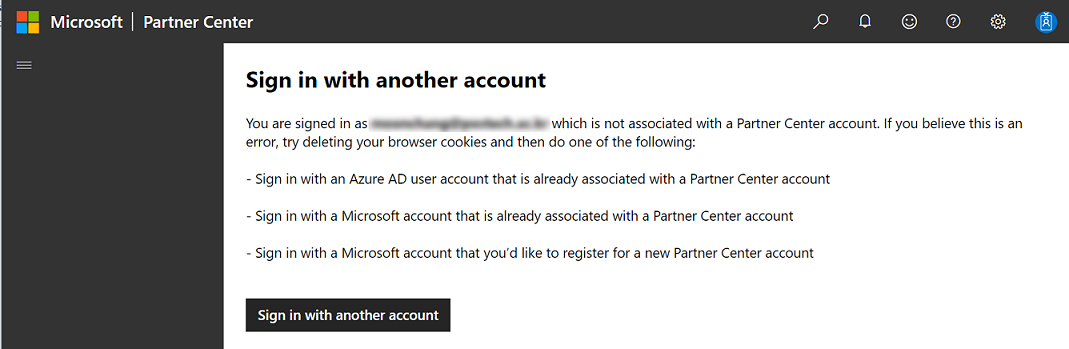 Microsoft | Partner Center
Sign in with another account
You are signed in as which is not associated with a Partner Center account. If you believe this is an
error, try deleting your browser cookies and then do one of the following:
- Sign in with an Azure AD user account that is already associated with a Partner Center account
- Sign in with a Microsoft account that is already associated with a Partner Center account
- Sign in with a Microsoft account that you’d like to register for a new Partner Center account
Sign in with another account